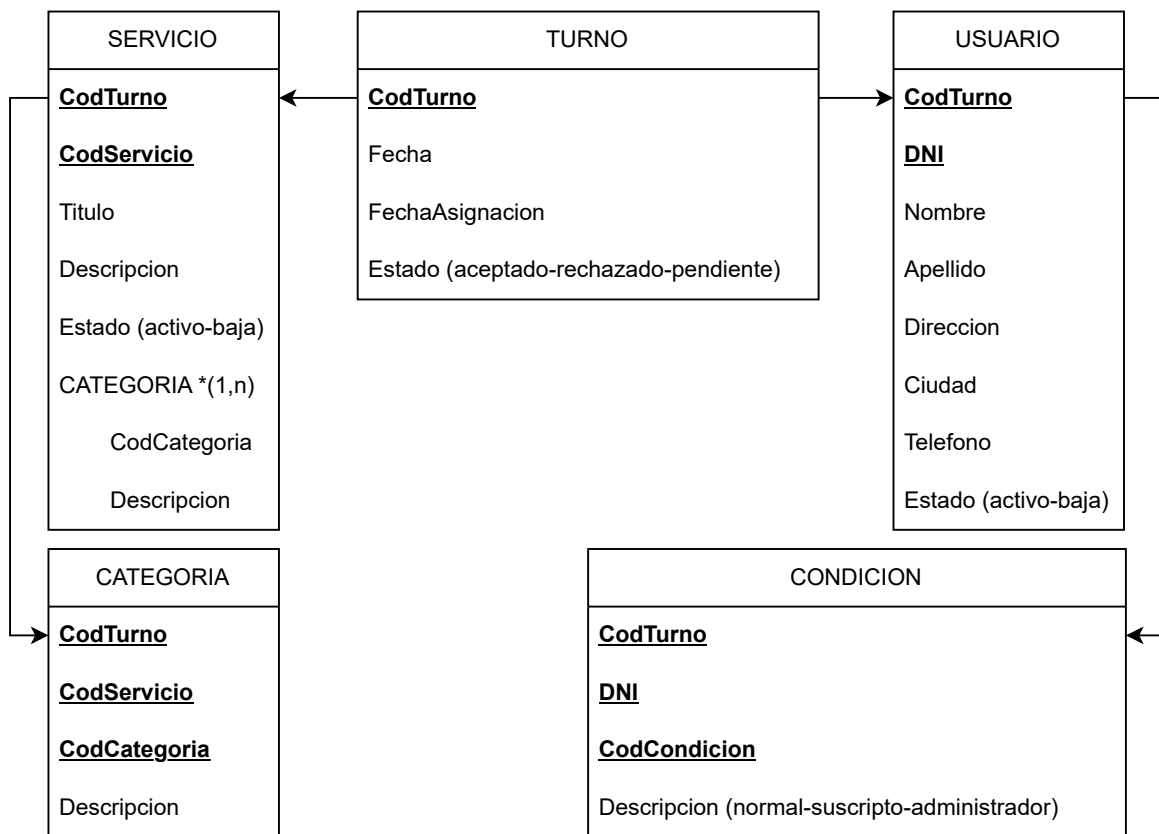 SERVICIO
CodTurno
CodServicio
Titulo
Descripcion
Estado (activo-baja)
CATEGORIA *(1,n)
CodCategoria
Descripcion
TURNO
CodTurno
Fecha
FechaAsignacion
Estado (aceptado-rechazado-pendiente)
USUARIO
CodTurno
DNI
Nombre
Apellido
Direccion
Ciudad
Telefono
Estado (activo-baja)
CATEGORIA
CodTurno
CodServicio
CodCategoria
Descripcion
CONDICION
CodTurno
DNI
CodCondicion
Descripcion (normal-suscripto-administrador)